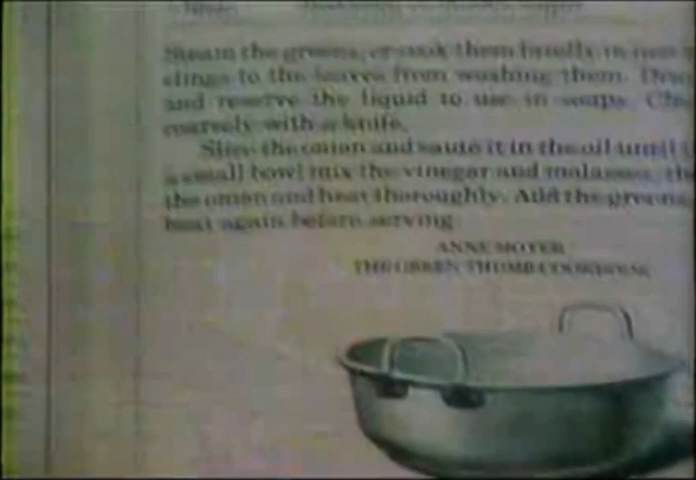 Steam the greens, or cook them briefly in
clings to the leaves from washing them.
and reserve the liquid to use in soups.
coarsely with a knife.
Slice the onion and sauté it in the oil until
a small bowl mix the vinegar and molasses,
the onion and heat thoroughly. Add the greens
heat again before serving
ANNE MOYER
THE GREEN THUMB COOKBOOK